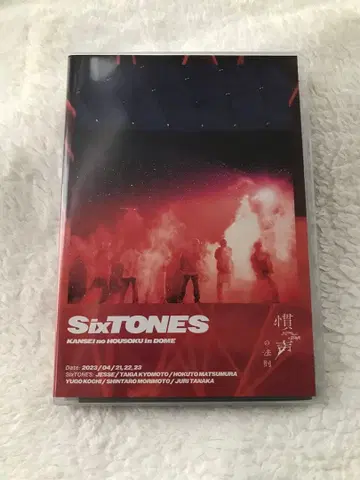 SixTONES
KANSEI no HOUSOKU in DOME
慣声
の法則
Date: 2023/04/21,22,23
SixTONES: JESSE/TAIGA KYOMOTO/HOKUTO MATSUMURA
YUGO KOCHI/SHINTARO MORIMOTO/JURI TANAKA